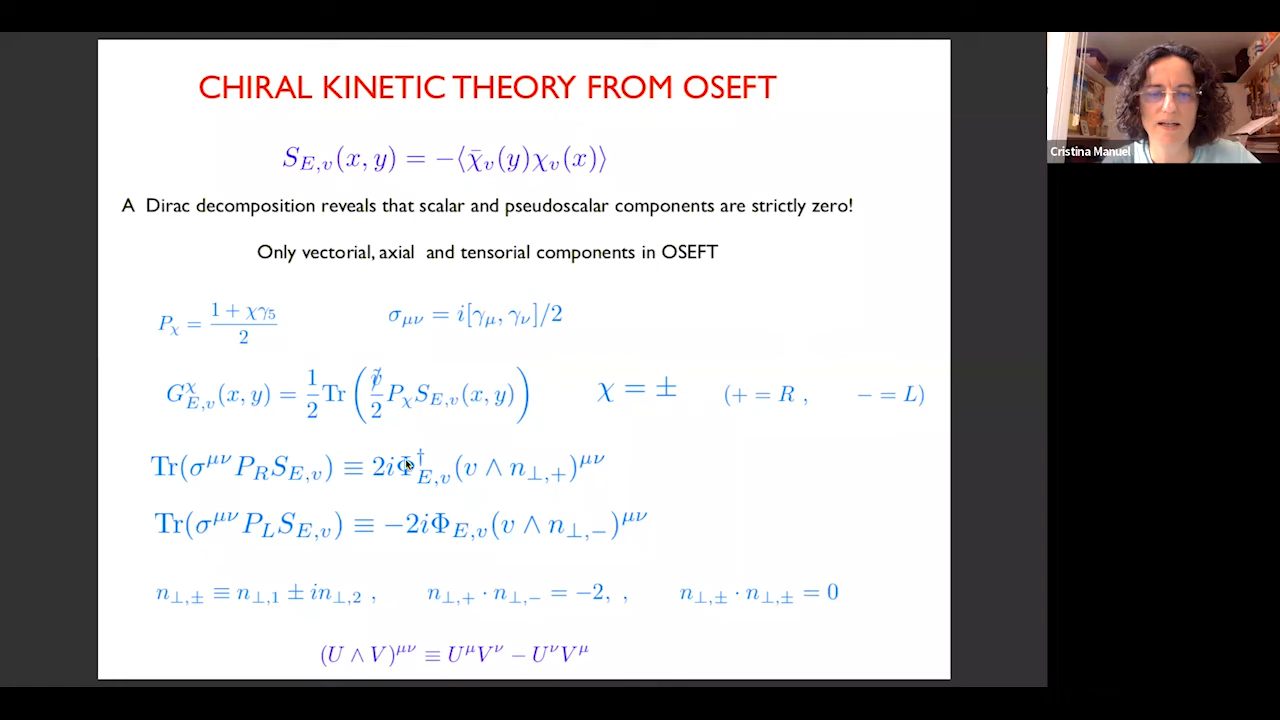 CHIRAL KINETIC THEORY FROM OSEFT
S_{E,v}(x, y) = −⟨χ̄_v(y)χ_v(x)⟩
Cristina Manuel
A Dirac decomposition reveals that scalar and pseudoscalar components are strictly zero!
Only vectorial, axial and tensorial components in OSEFT
P_χ = (1 + χγ_5)/2 σ_{μν} = i[γ_μ, γ_ν]/2
G^χ_{E,v}(x, y) = 1/2 Tr(ṽ̸/2 P_χ S_{E,v}(x, y)) χ = ± (+ = R , − = L)
Tr(σ^{μν} P_R S_{E,v}) ≡ 2iΦ^†_{E,v}(v ∧ n_{⊥,+})^{μν}
Tr(σ^{μν} P_L S_{E,v}) ≡ −2iΦ_{E,v}(v ∧ n_{⊥,−})^{μν}
n_{⊥,±} ≡ n_{⊥,1} ± in_{⊥,2} , n_{⊥,+} · n_{⊥,−} = −2, , n_{⊥,±} · n_{⊥,±} = 0
(U ∧ V)^{μν} ≡ U^μV^ν − U^νV^μ